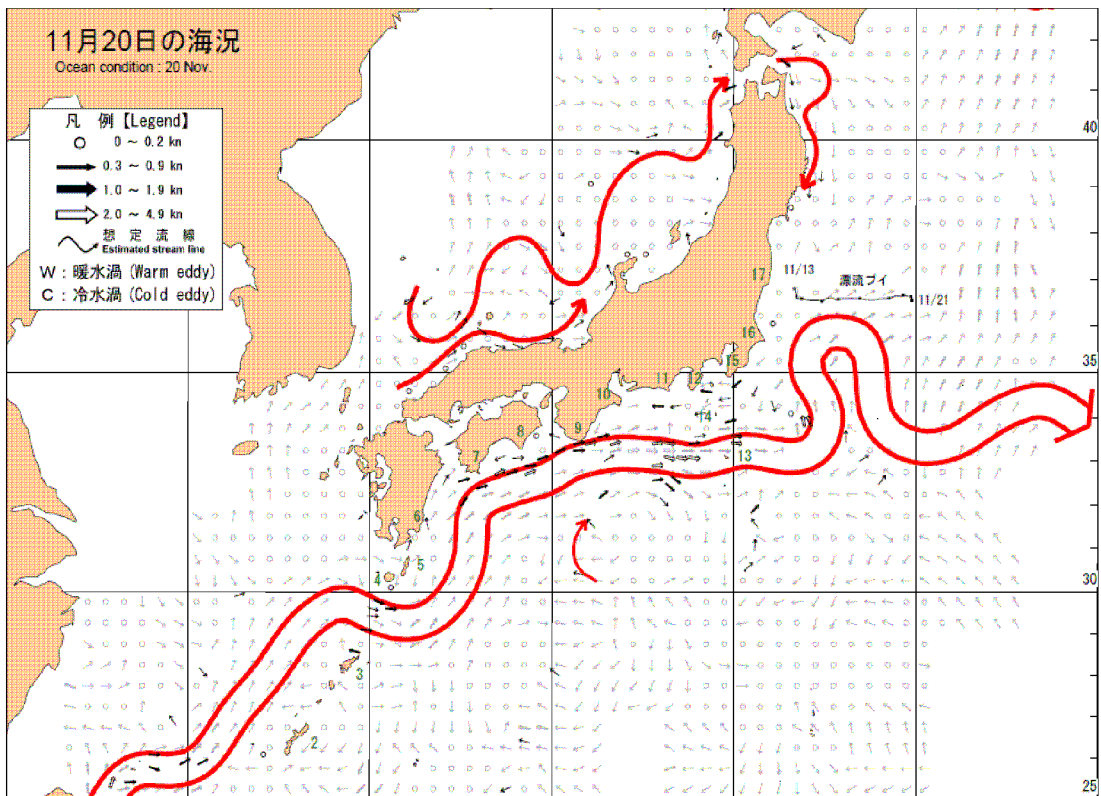 11月20日の海況
Ocean condition : 20 Nov.
凡 例【Legend】
0 ~ 0.2 kn
0.3 ~ 0.9 kn
1.0 ~ 1.9 kn
2.0 ~ 4.9 kn
想 定 流 線
Estimated stream line
W : 暖水渦 (Warm eddy)
C : 冷水渦 (Cold eddy)
40
17
11/13
漂流ブイ
11/21
16
15
35
10
11
12
14
9
8
7
13
6
5
4
30
3
2
25